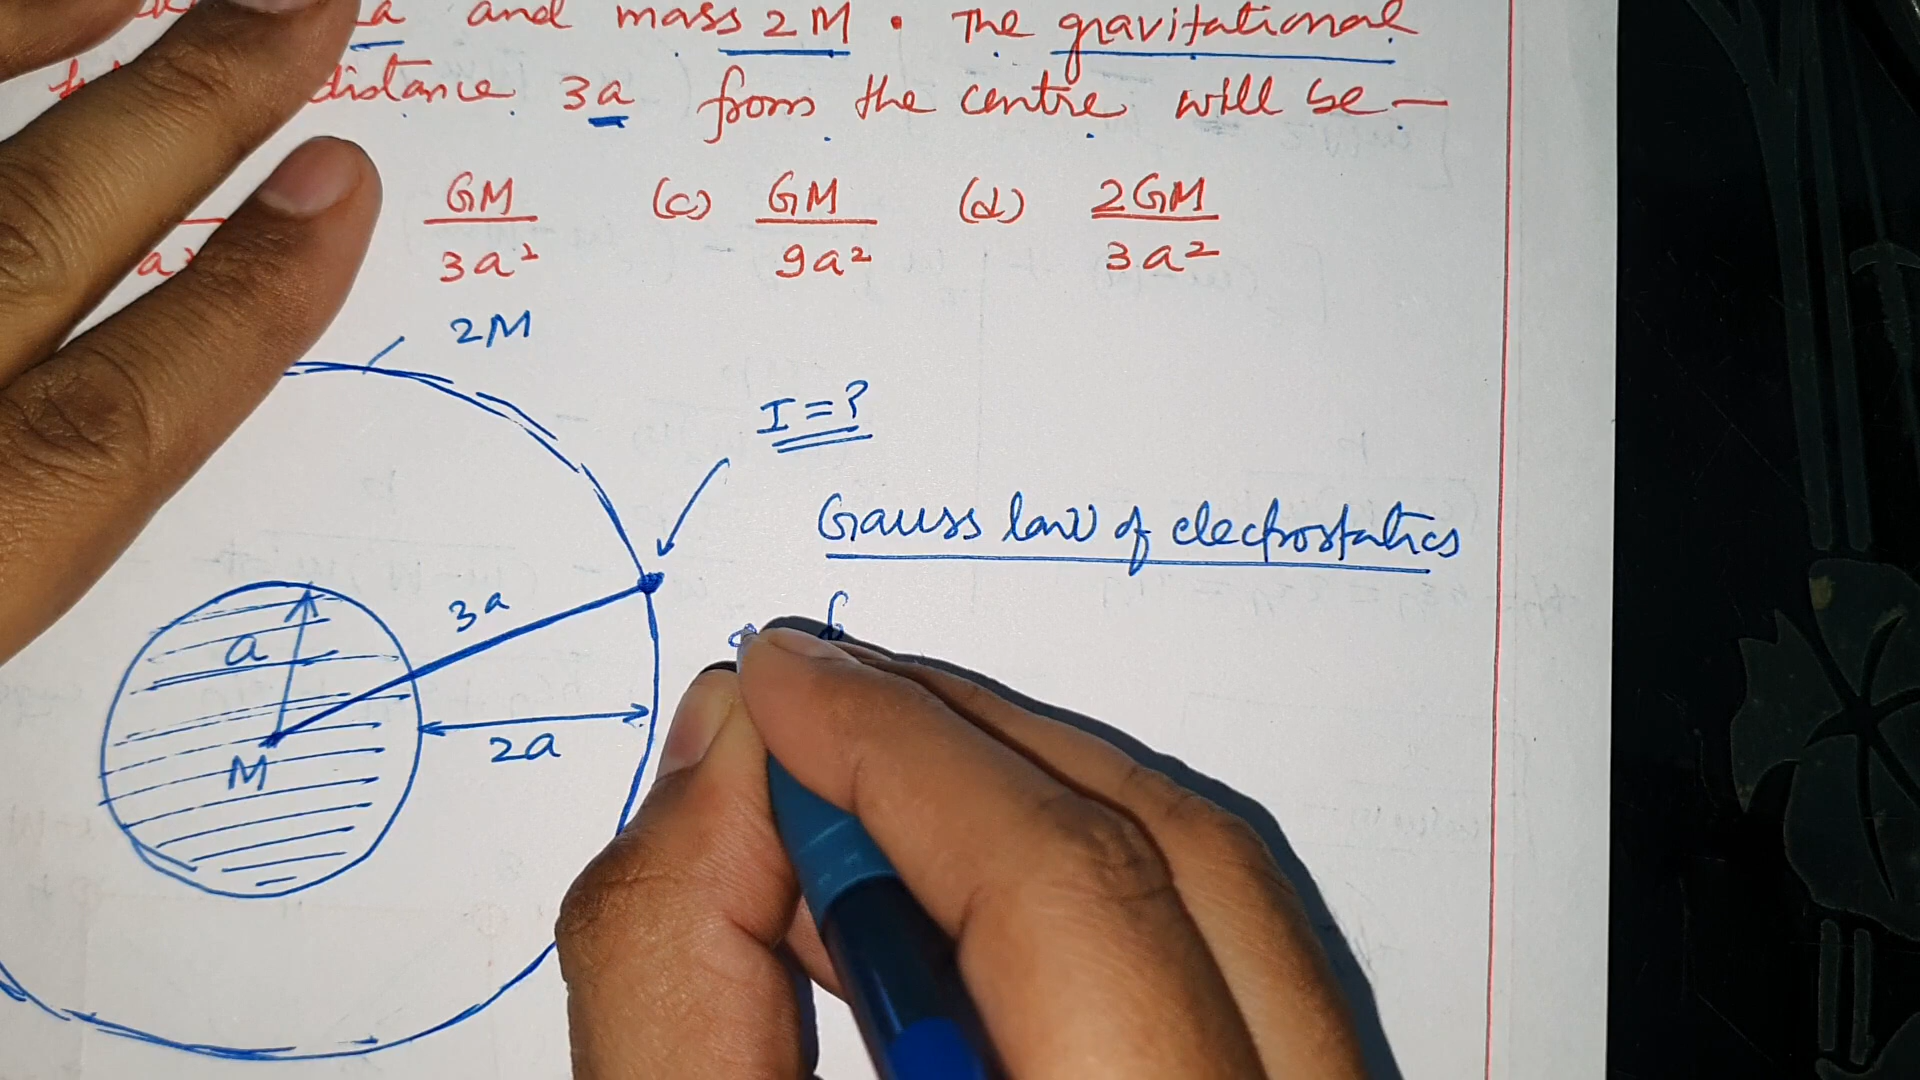 a and mass 2M. The gravitational
distance 3a from the centre will be —
a² GM/3a² (c) GM/9a² (d) 2GM/3a²
2M
I = ?
Gauss law of electrostatics
3a
a
2a
M